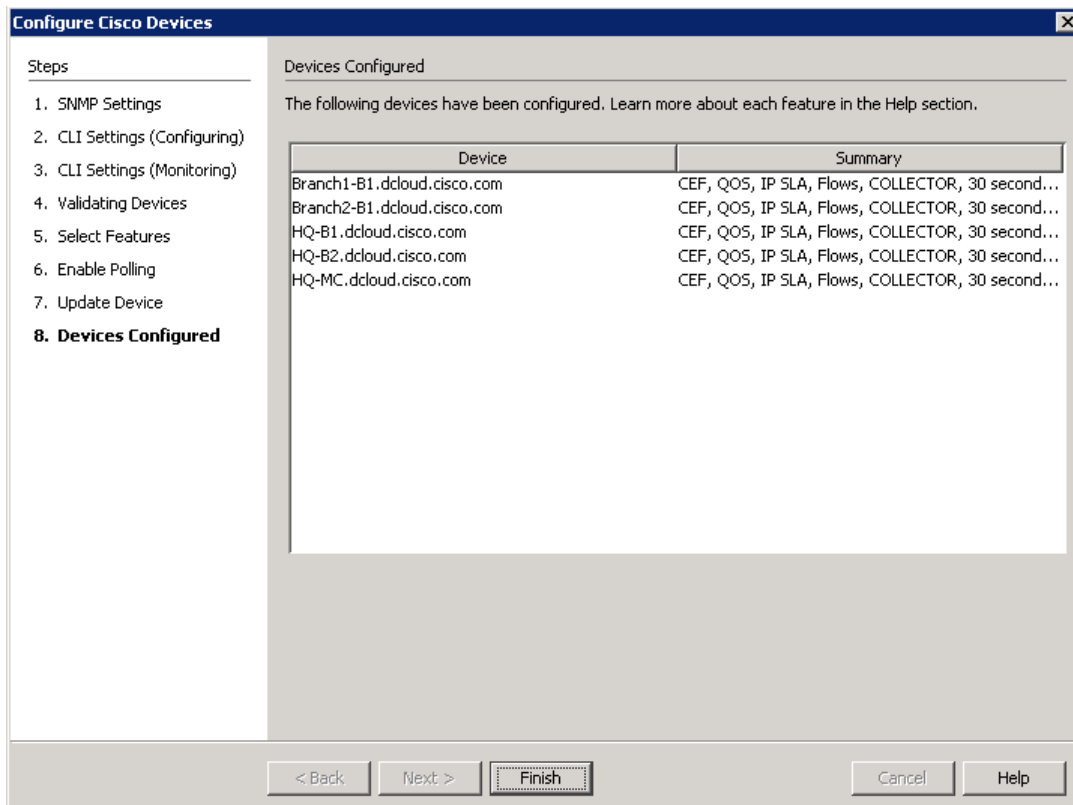 Configure Cisco Devices
Steps
1. SNMP Settings
2. CLI Settings (Configuring)
3. CLI Settings (Monitoring)
4. Validating Devices
5. Select Features
6. Enable Polling
7. Update Device
8. Devices Configured
Devices Configured
The following devices have been configured. Learn more about each feature in the Help section.
Device Summary
Branch1-B1.dcloud.cisco.com CEF, QOS, IP SLA, Flows, COLLECTOR, 30 second...
Branch2-B1.dcloud.cisco.com CEF, QOS, IP SLA, Flows, COLLECTOR, 30 second...
HQ-B1.dcloud.cisco.com CEF, QOS, IP SLA, Flows, COLLECTOR, 30 second...
HQ-B2.dcloud.cisco.com CEF, QOS, IP SLA, Flows, COLLECTOR, 30 second...
HQ-MC.dcloud.cisco.com CEF, QOS, IP SLA, Flows, COLLECTOR, 30 second...
< Back Next > Finish Cancel Help